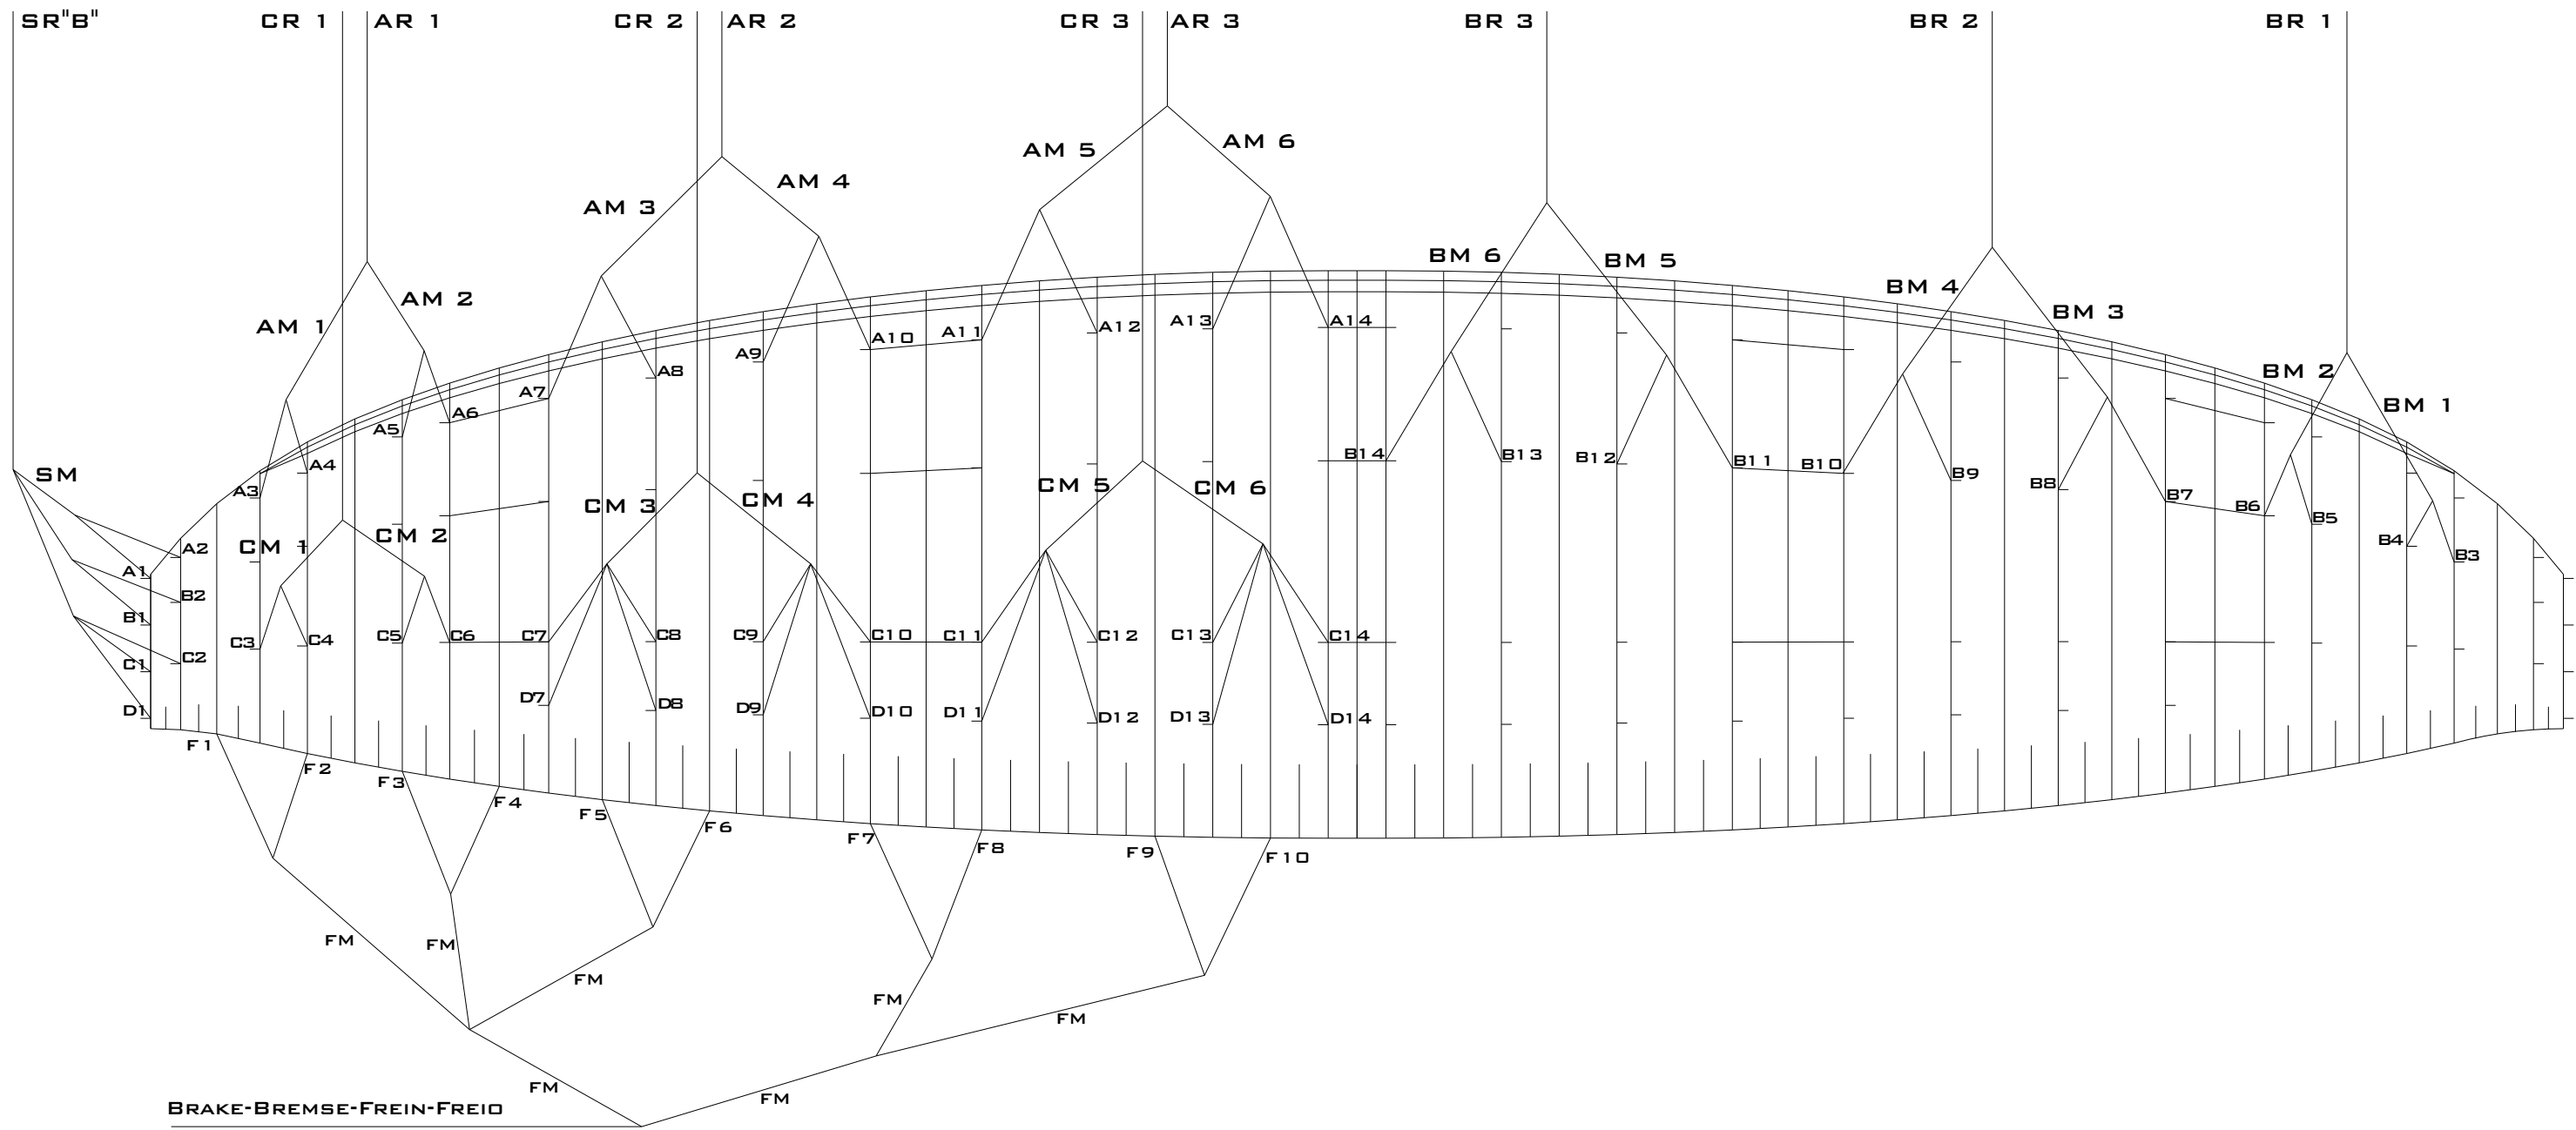 SR"B" CR 1 AR 1 CR 2 AR 2 CR 3 AR 3 BR 3 BR 2 BR 1
AM 5 AM 6
AM 3 AM 4
BM 6 BM 5
AM 1 AM 2 BM 4 BM 3
A10 A11 A12 A13 A14
A7 A8 A9 BM 2 BM 1
A3 A4 A5 A6
B14 B13 B12 B11 B10 B9 B8 B7 B6 B5 B4 B3
SM CM 3 CM 4 CM 5 CM 6
CM 1 CM 2
A1 A2
B1 B2
C1 C2 C3 C4 C5 C6 C7 C8 C9 C10 C11 C12 C13 C14
D1 D7 D8 D9 D10 D11 D12 D13 D14
F1 F2 F3 F4 F5 F6 F7 F8 F9 F10
FM FM FM FM FM
FM FM
Brake-Bremse-Frein-Freio